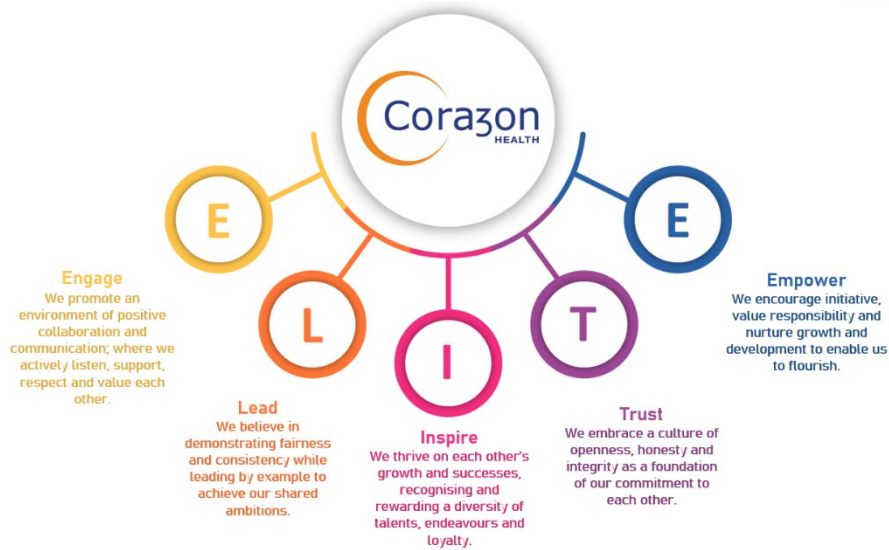 Corazon
HEALTH
E
L
I
T
E
Engage
We promote an
environment of positive
collaboration and
communication; where we
actively listen, support,
respect and value each
other.
Lead
We believe in
demonstrating fairness
and consistency while
leading by example to
achieve our shared
ambitions.
Inspire
We thrive on each other's
growth and successes,
recognising and
rewarding a diversity of
talents, endeavours and
loyalty.
Trust
We embrace a culture of
openness, honesty and
integrity as a foundation
of our commitment to
each other.
Empower
We encourage initiative,
value responsibility and
nurture growth and
development to enable us
to flourish.